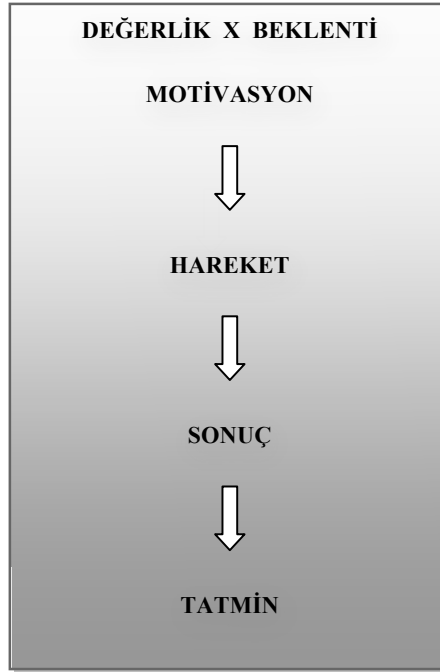 DEĞERLİK X BEKLENTİ
MOTİVASYON
HAREKET
SONUÇ
TATMİN